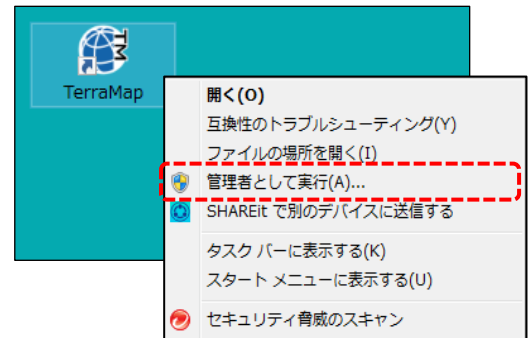 TM
TerraMap
開く(O)
互換性のトラブルシューティング(Y)
ファイルの場所を開く(I)
管理者として実行(A)...
SHAREit で別のデバイスに送信する
タスク バーに表示する(K)
スタート メニューに表示する(U)
セキュリティ脅威のスキャン